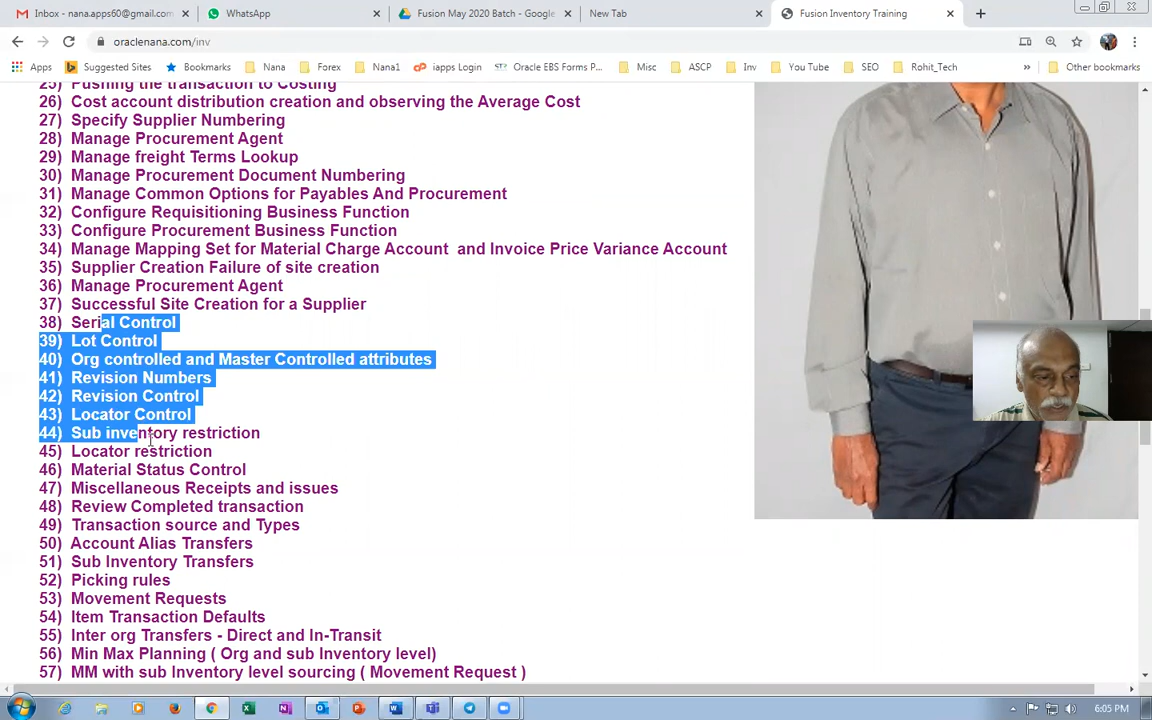 Inbox - nana.apps60@gmail.com
WhatsApp
Fusion May 2020 Batch - Google
New Tab
Fusion Inventory Training
oraclenana.com/inv
Apps
Suggested Sites
Bookmarks
Nana
Forex
Nana1
iapps Login
Oracle EBS Forms P...
Misc
ASCP
Inv
You Tube
SEO
Rohit_Tech
»
Other bookmarks
25) Pushing the transaction to Costing
26) Cost account distribution creation and observing the Average Cost
27) Specify Supplier Numbering
28) Manage Procurement Agent
29) Manage freight Terms Lookup
30) Manage Procurement Document Numbering
31) Manage Common Options for Payables And Procurement
32) Configure Requisitioning Business Function
33) Configure Procurement Business Function
34) Manage Mapping Set for Material Charge Account and Invoice Price Variance Account
35) Supplier Creation Failure of site creation
36) Manage Procurement Agent
37) Successful Site Creation for a Supplier
38) Serial Control
39) Lot Control
40) Org controlled and Master Controlled attributes
41) Revision Numbers
42) Revision Control
43) Locator Control
44) Sub inventory restriction
45) Locator restriction
46) Material Status Control
47) Miscellaneous Receipts and issues
48) Review Completed transaction
49) Transaction source and Types
50) Account Alias Transfers
51) Sub Inventory Transfers
52) Picking rules
53) Movement Requests
54) Item Transaction Defaults
55) Inter org Transfers - Direct and In-Transit
56) Min Max Planning ( Org and sub Inventory level)
57) MM with sub Inventory level sourcing ( Movement Request )
6:05 PM